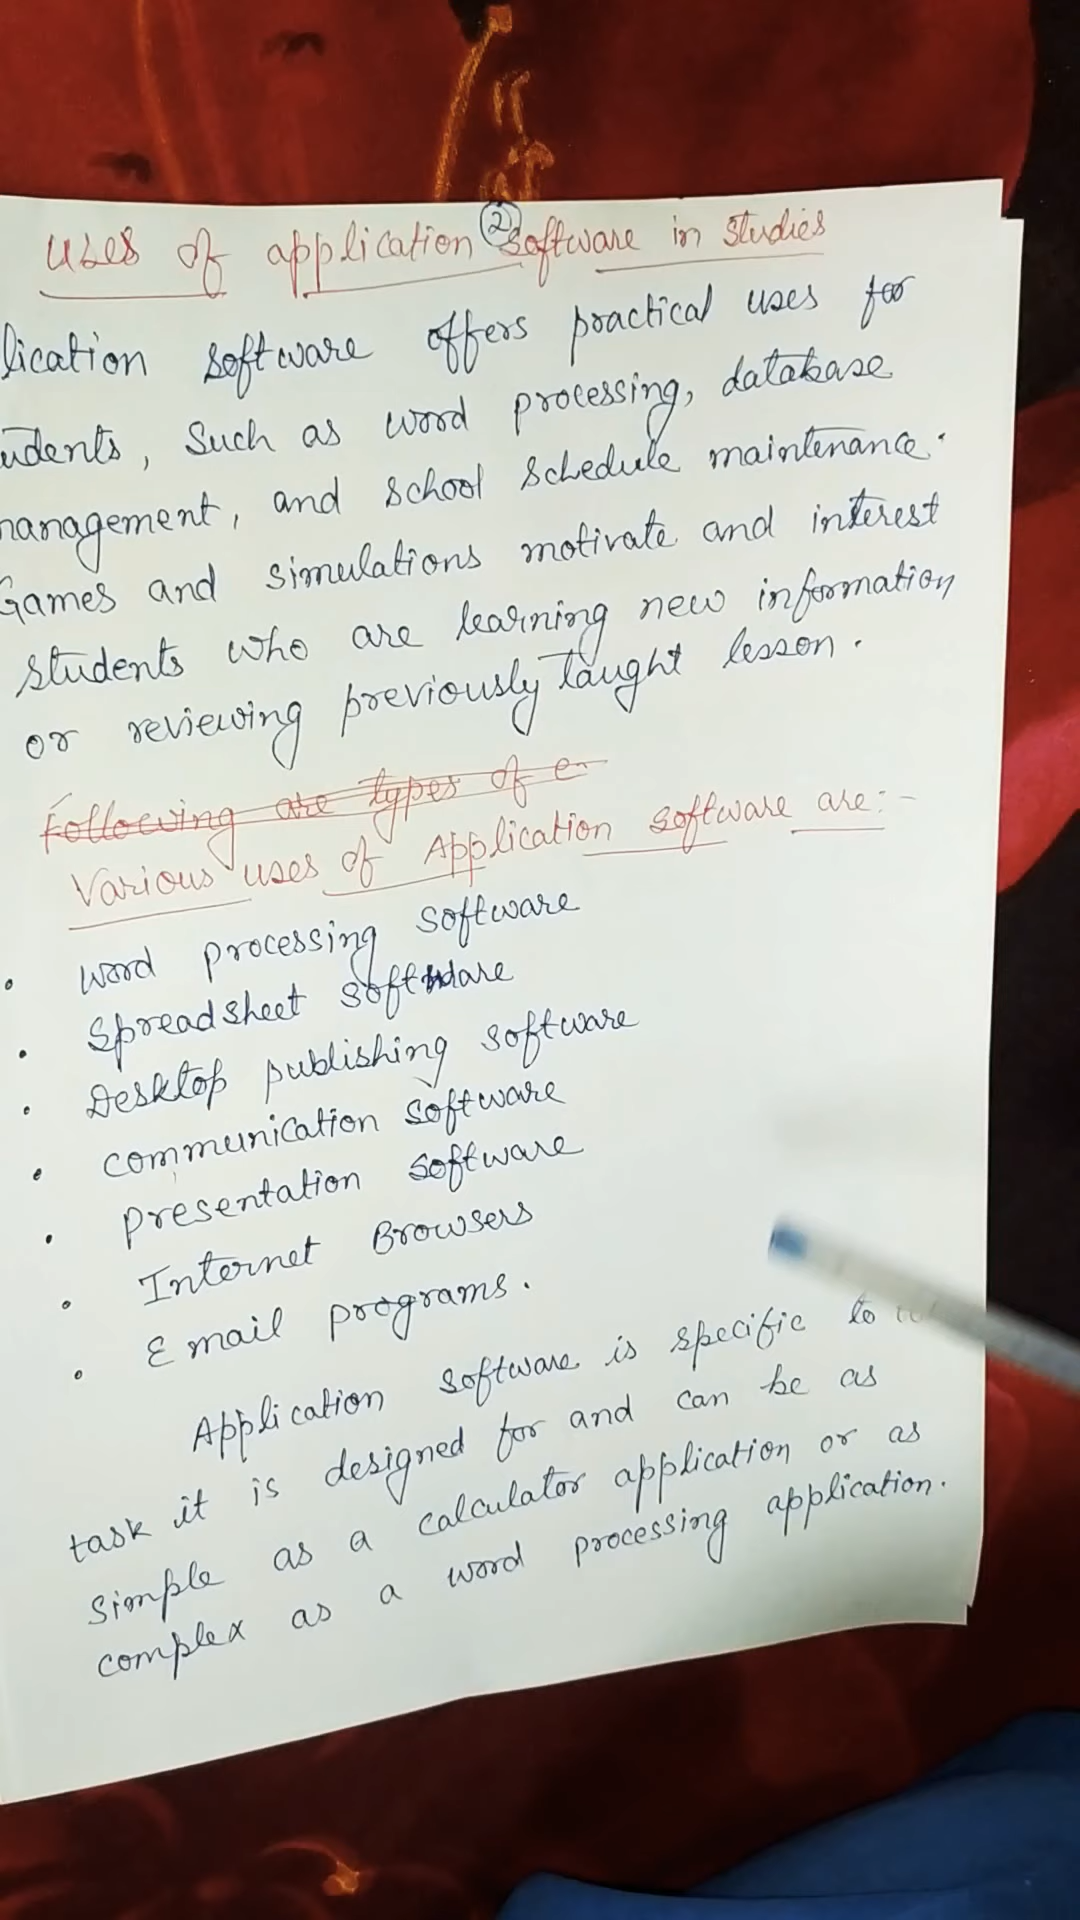 2
uses of application software in studies
lication software offers practical uses for
udents, Such as word processing, database
nanagement, and school schedule maintenance.
Games and simulations motivate and interest
students who are learning new information
or reviewing previously taught lesson.
Following are types of e
Various uses of Application software are:-
• word processing software
• Spreadsheet software
• Desktop publishing software
• communication software
• presentation software
• Internet Browsers
• E mail programs.
Application software is specific to
task it is designed for and can be as
simple as a calculator application or as
complex as a word processing application.